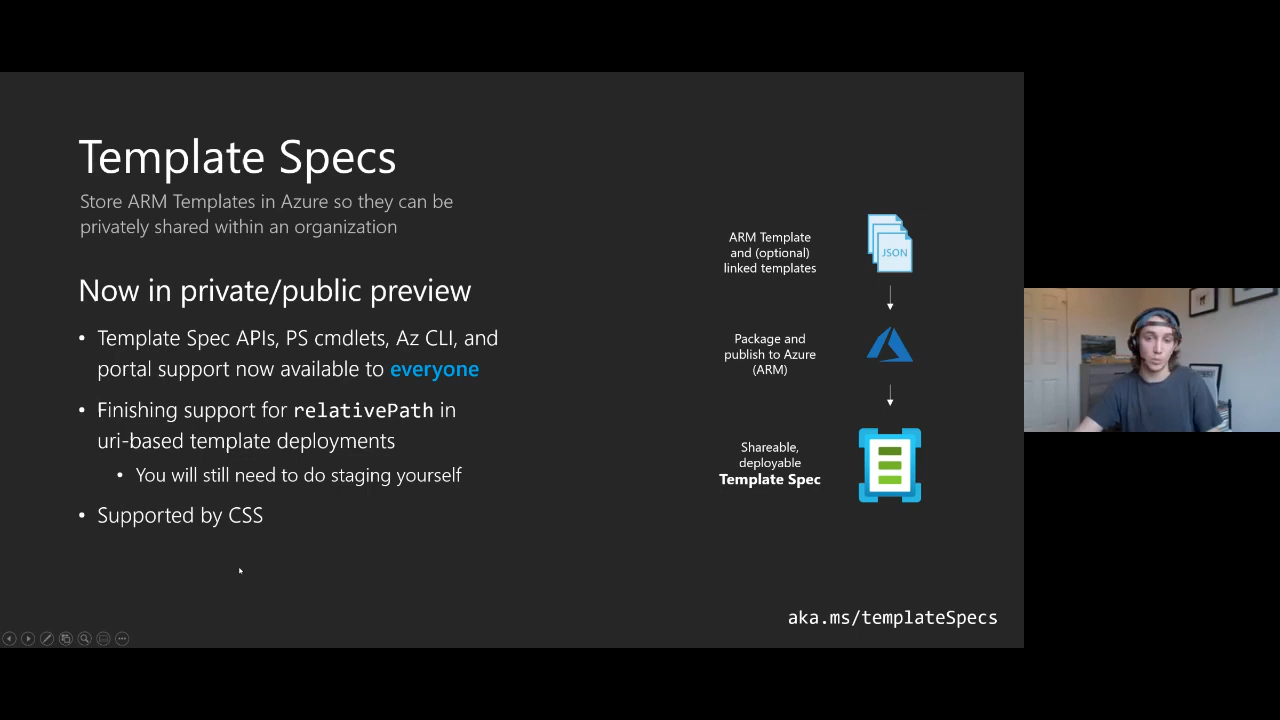 Template Specs
Store ARM Templates in Azure so they can be
privately shared within an organization
Now in private/public preview
• Template Spec APIs, PS cmdlets, Az CLI, and
portal support now available to everyone
• Finishing support for relativePath in
uri-based template deployments
• You will still need to do staging yourself
• Supported by CSS
ARM Template
and (optional)
linked templates
JSON
Package and
publish to Azure
(ARM)
Shareable,
deployable
Template Spec
aka.ms/templateSpecs